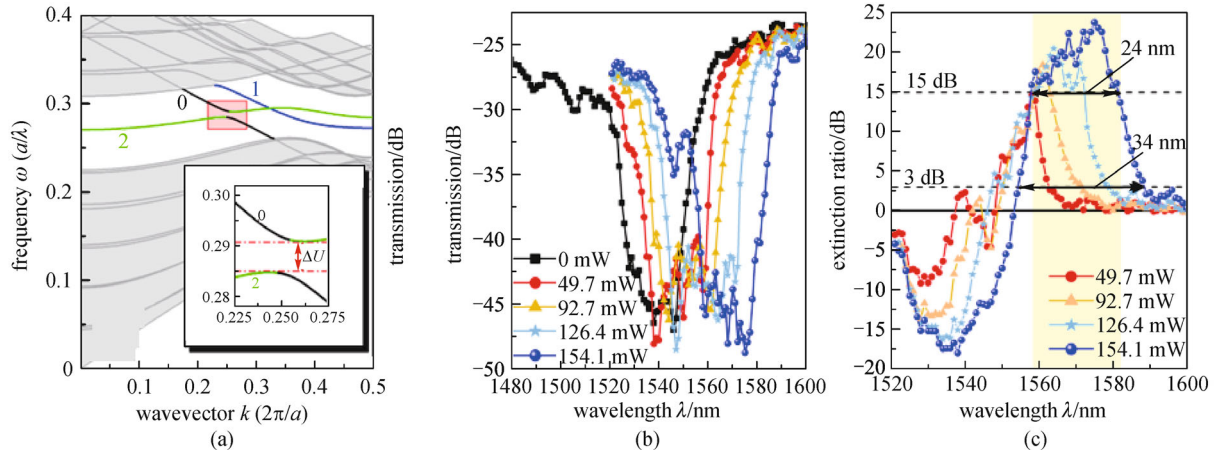 0.4
0.3
0.2
0.1
0
frequency ω (a/λ)
0
1
2
0.30
0.29
0.28
0
2
ΔU
0.225
0.250
0.275
0.1
0.2
0.3
0.4
0.5
wavevector k (2π/a)
(a)
transmission/dB
transmission/dB
−25
−30
−35
−40
−45
−50
0 mW
49.7 mW
92.7 mW
126.4 mW
154.1 mW
1480
1500
1520
1540
1560
1580
1600
wavelength λ/nm
(b)
extinction ratio/dB
25
20
15
10
5
0
−5
−10
−15
−20
15 dB
3 dB
24 nm
34 nm
49.7 mW
92.7 mW
126.4 mW
154.1 mW
1520
1540
1560
1580
1600
wavelength λ/nm
(c)